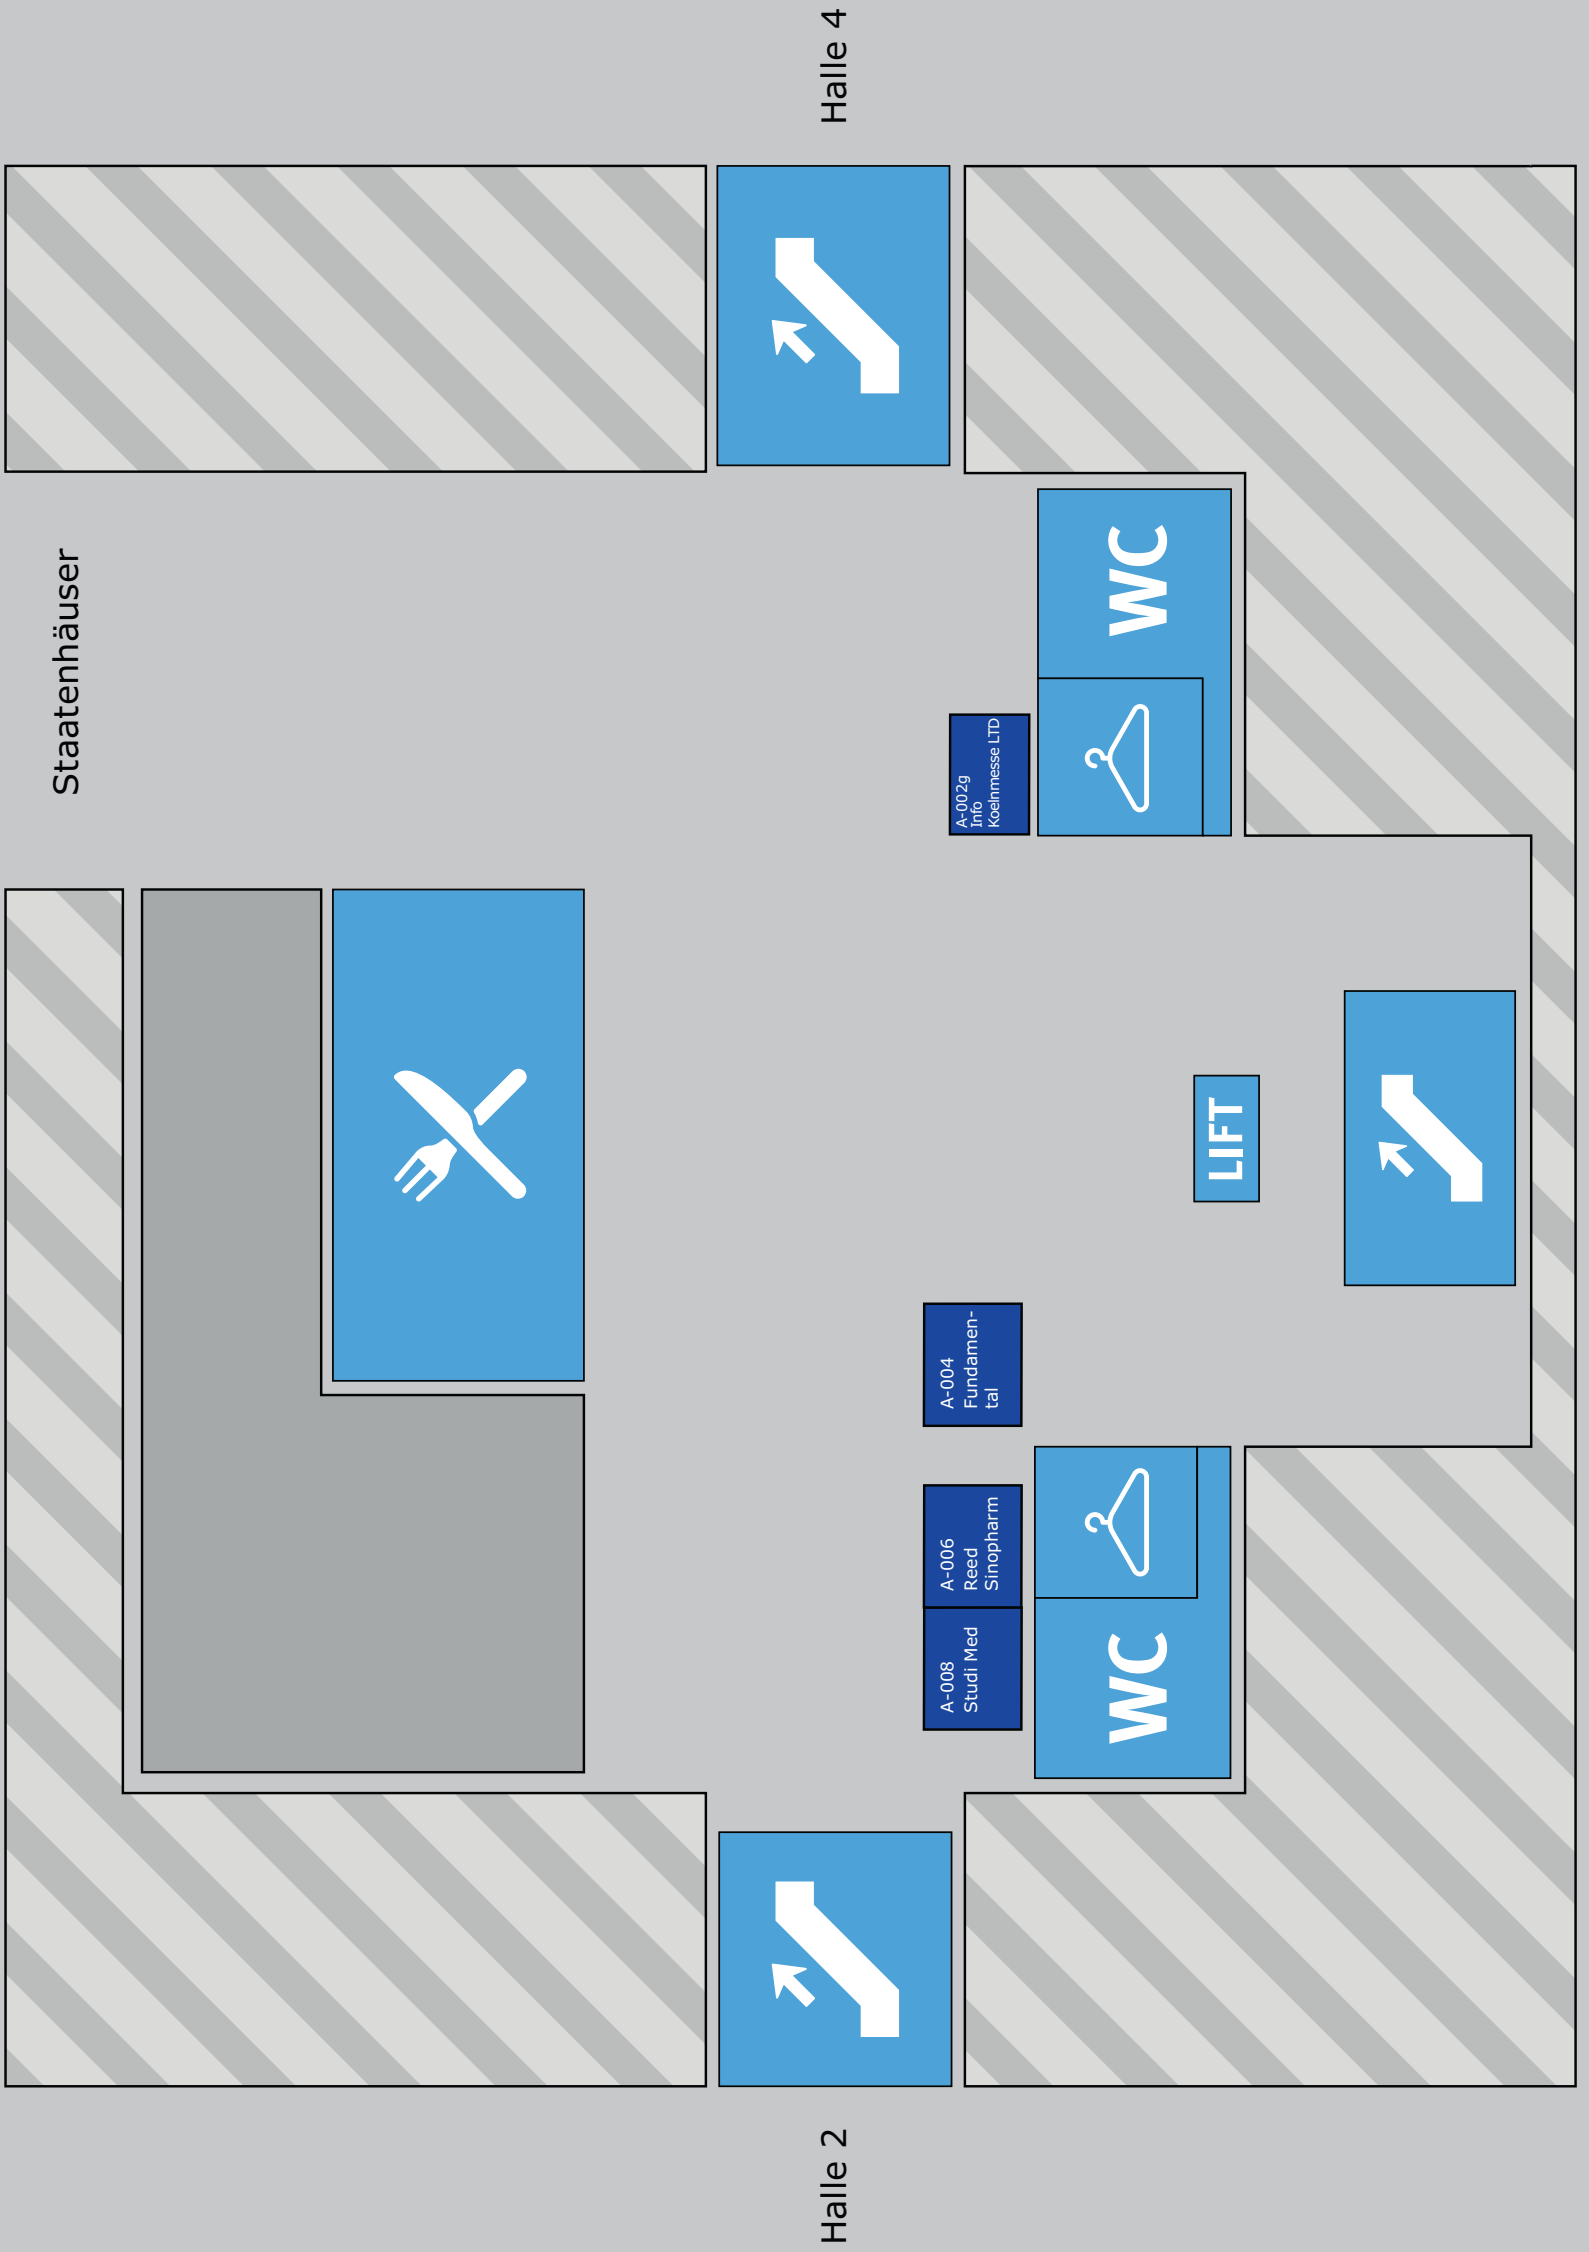 Halle 4
Staatenhäuser
WC
A-002g
Info
Koelnmesse LTD
LIFT
A-004
Fundamen-
tal
A-006
Reed
Sinopharm
A-008
Studi Med
WC
Halle 2